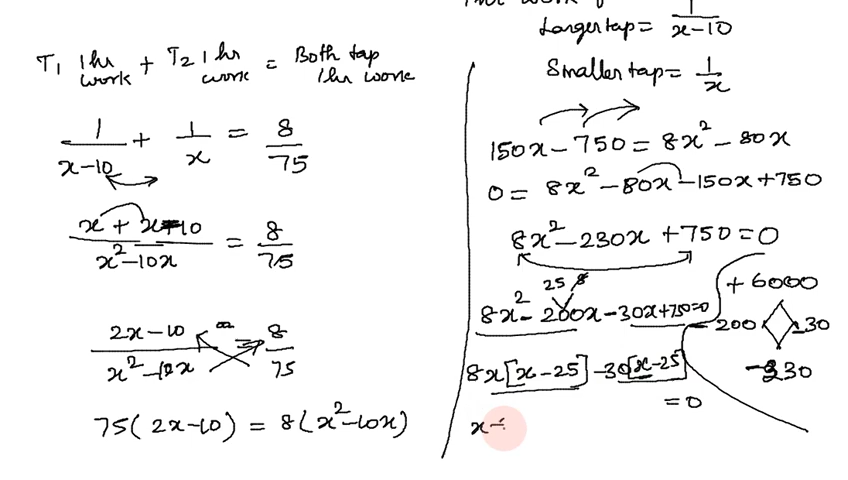 Larger tap = 1/(x-10)
Smaller tap = 1/x
T1 1hr work + T2 1hr work = Both tap 1hr work
1/(x-10) + 1/x = 8/75
(x + x-10)/(x²-10x) = 8/75
(2x-10)/(x²-10x) = 8/75
75(2x-10) = 8(x²-10x)
150x - 750 = 8x² - 80x
0 = 8x² - 80x - 150x + 750
8x² - 230x + 750 = 0
25
8x² - 200x - 30x + 750 = 0
8x[x-25] - 30[x-25] = 0
x -
+6000
-200 -30
-230